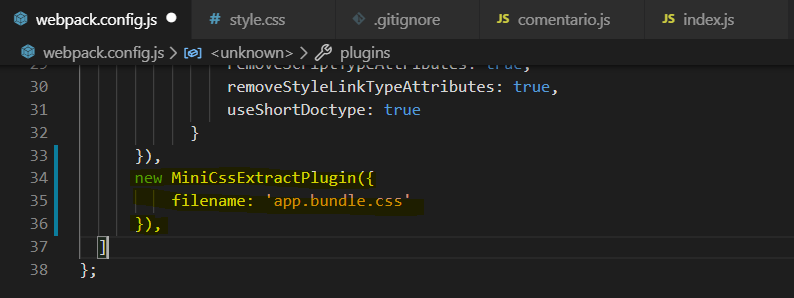 webpack.config.js
style.css
.gitignore
JS comentario.js
JS index.js
webpack.config.js > <unknown> > plugins
29 removeScriptTypeAttributes: true,
30 removeStyleLinkTypeAttributes: true,
31 useShortDoctype: true
32 }
33 }),
34 new MiniCssExtractPlugin({
35 filename: 'app.bundle.css'
36 }),
37 ]
38 };